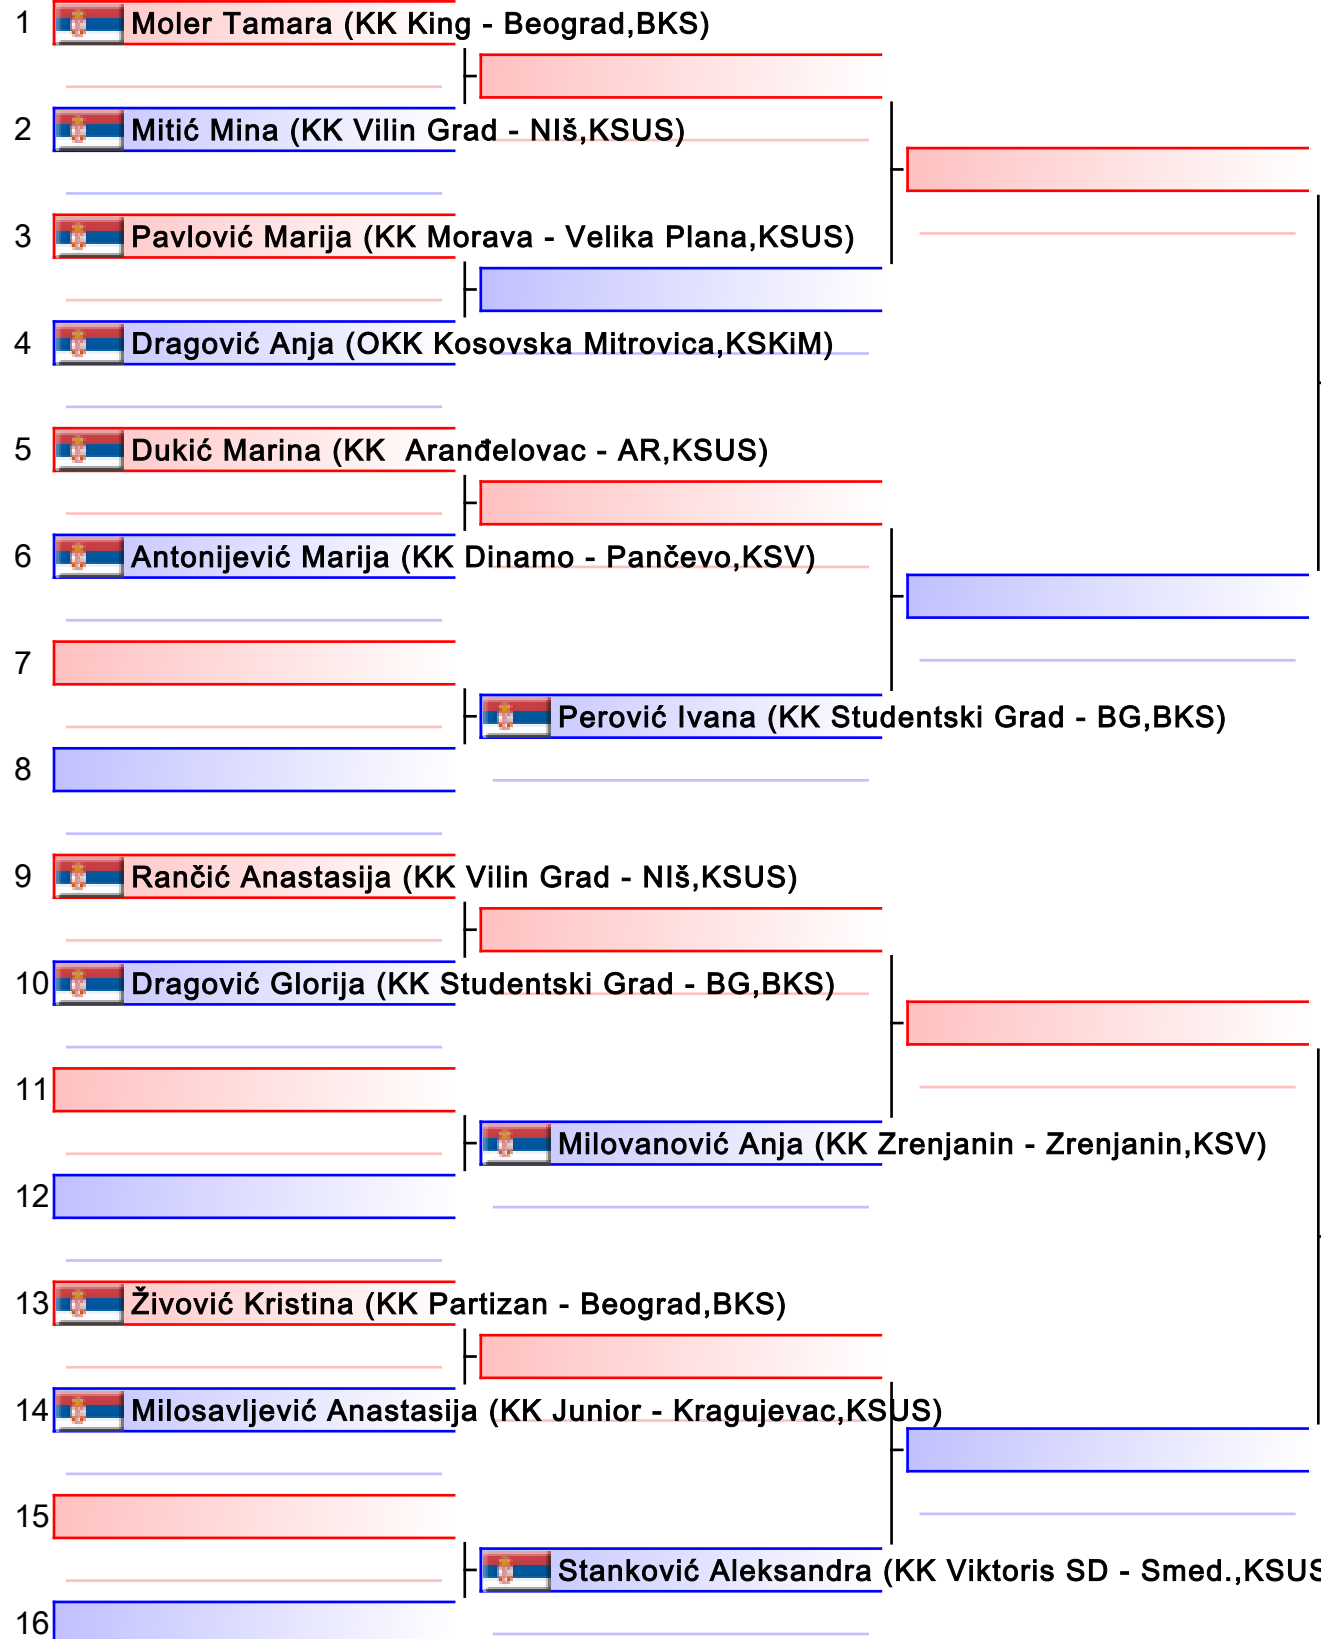 1 Moler Tamara (KK King - Beograd,BKS)
2 Mitić Mina (KK Vilin Grad - NIš,KSUS)
3 Pavlović Marija (KK Morava - Velika Plana,KSUS)
4 Dragović Anja (OKK Kosovska Mitrovica,KSKiM)
5 Dukić Marina (KK  Aranđelovac - AR,KSUS)
6 Antonijević Marija (KK Dinamo - Pančevo,KSV)
7
Perović Ivana (KK Studentski Grad - BG,BKS)
8
9 Rančić Anastasija (KK Vilin Grad - NIš,KSUS)
10 Dragović Glorija (KK Studentski Grad - BG,BKS)
11
Milovanović Anja (KK Zrenjanin - Zrenjanin,KSV)
12
13 Živović Kristina (KK Partizan - Beograd,BKS)
14 Milosavljević Anastasija (KK Junior - Kragujevac,KSUS)
15
Stanković Aleksandra (KK Viktoris SD - Smed.,KSUS
16